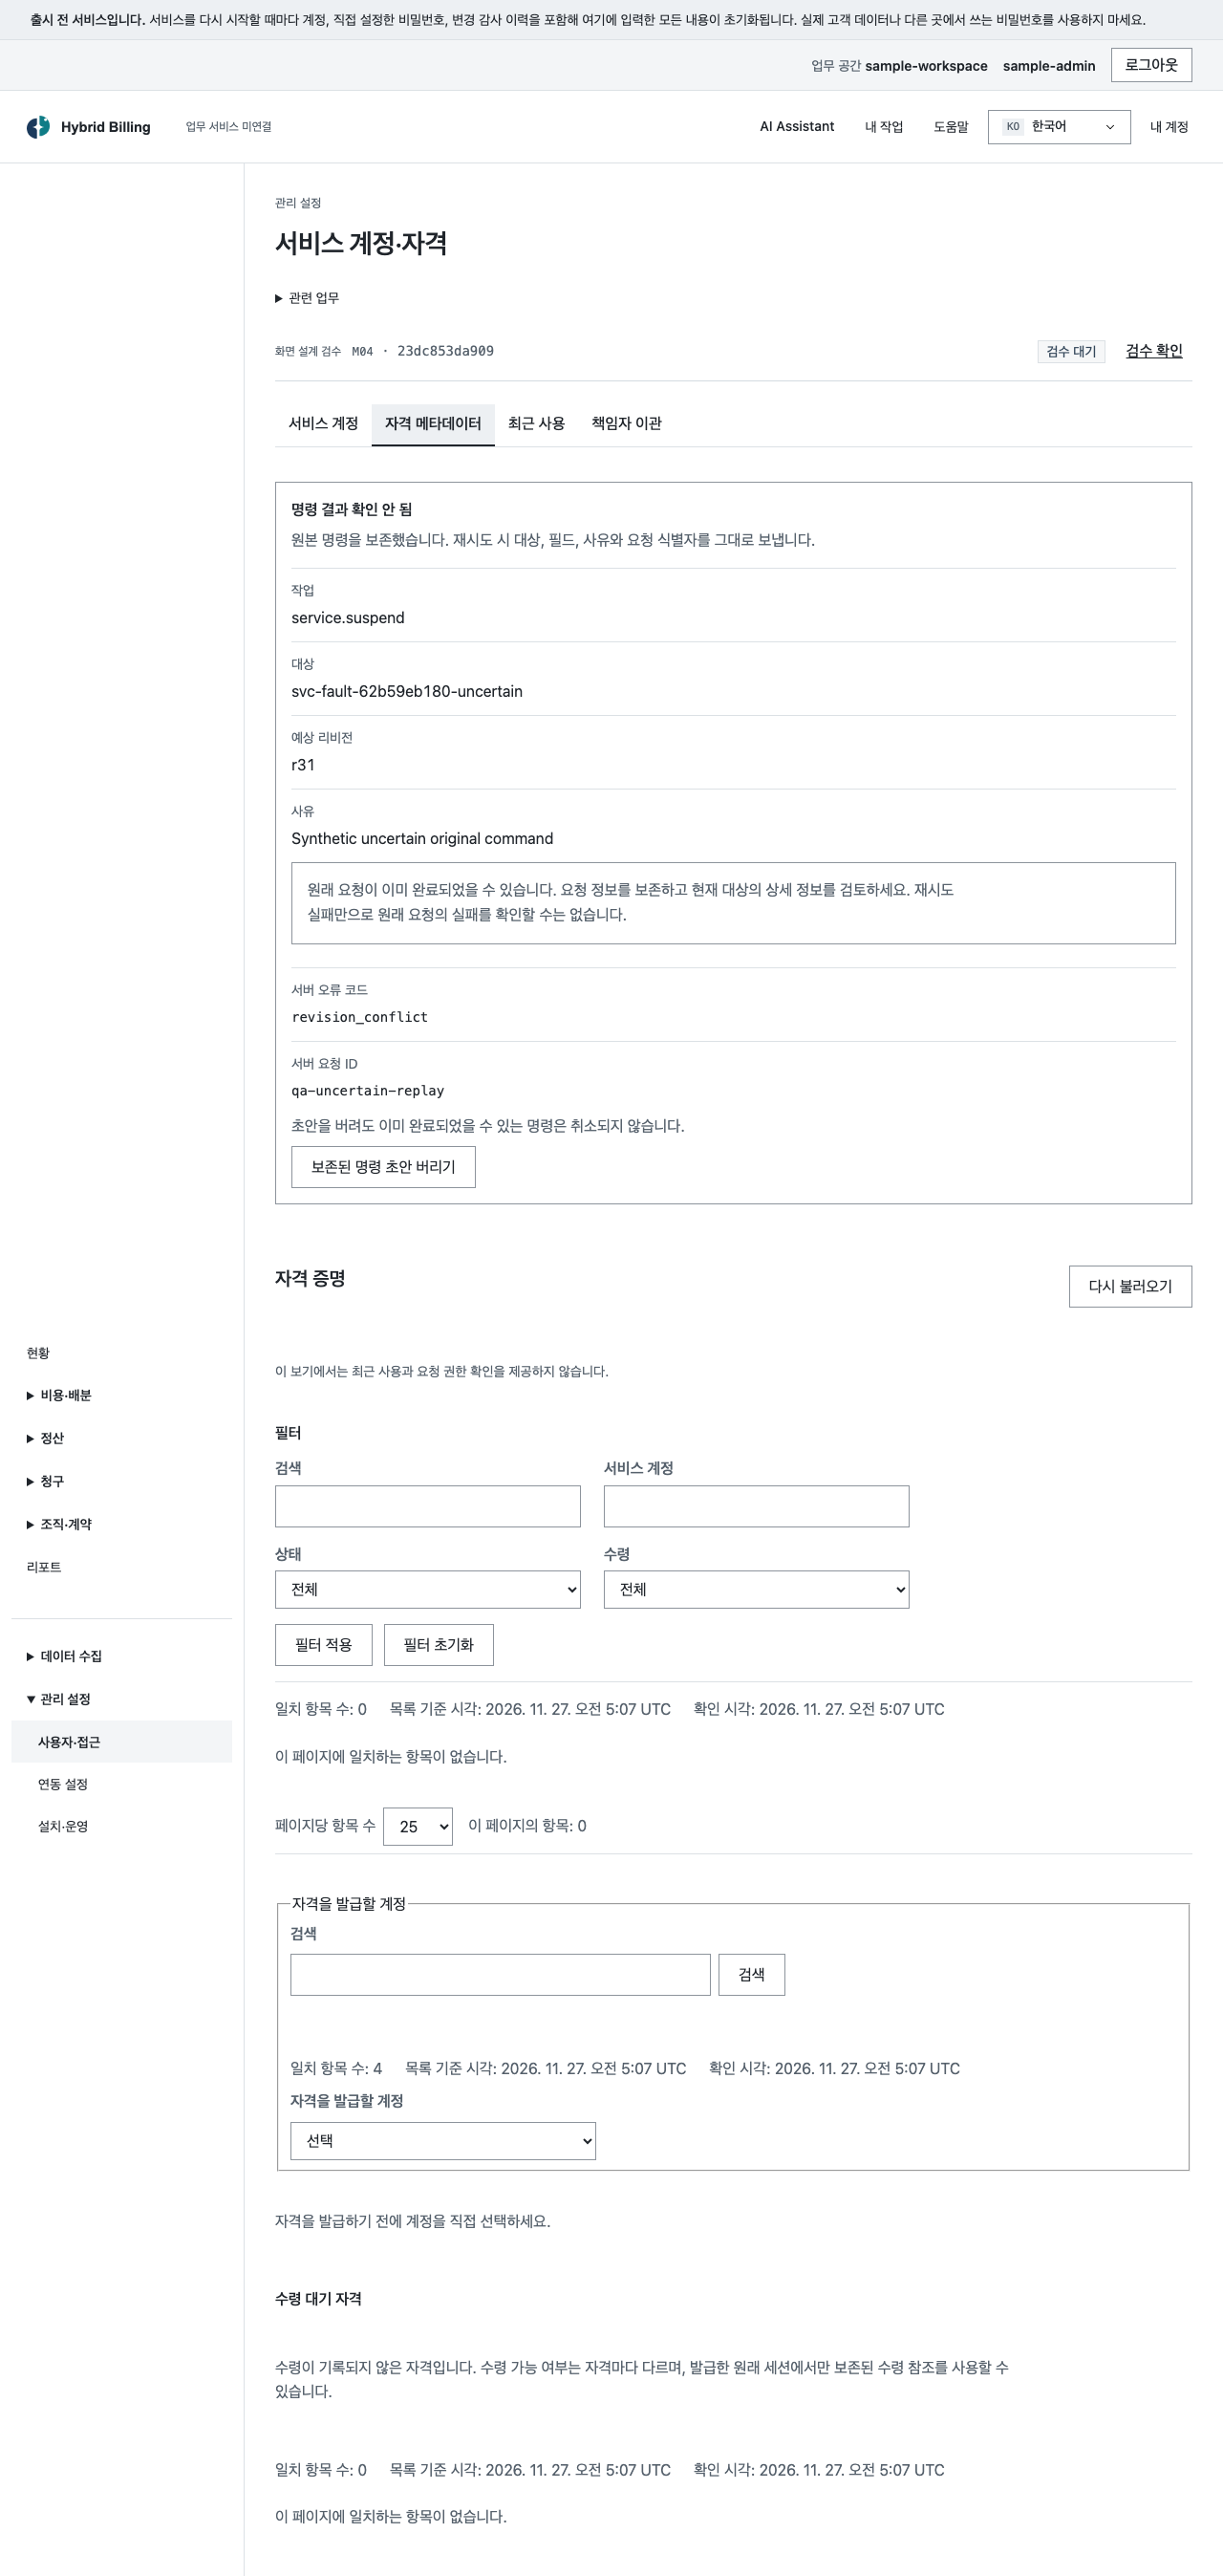 출시 전 서비스입니다. 서비스를 다시 시작할 때마다 계정, 직접 설정한 비밀번호, 변경 감사 이력을 포함해 여기에 입력한 모든 내용이 초기화됩니다. 실제 고객 데이터나 다른 곳에서 쓰는 비밀번호를 사용하지 마세요.
업무 공간 sample-workspace sample-admin 로그아웃
Hybrid Billing 업무 서비스 미연결 AI Assistant 내 작업 도움말 KO 한국어 내 계정
관리 설정
서비스 계정·자격
▶ 관련 업무
화면 설계 검수 M04 · 23dc853da909 검수 대기 검수 확인
서비스 계정 자격 메타데이터 최근 사용 책임자 이관
명령 결과 확인 안 됨
원본 명령을 보존했습니다. 재시도 시 대상, 필드, 사유와 요청 식별자를 그대로 보냅니다.
작업
service.suspend
대상
svc-fault-62b59eb180-uncertain
예상 리비전
r31
사유
Synthetic uncertain original command
원래 요청이 이미 완료되었을 수 있습니다. 요청 정보를 보존하고 현재 대상의 상세 정보를 검토하세요. 재시도
실패만으로 원래 요청의 실패를 확인할 수는 없습니다.
서버 오류 코드
revision_conflict
서버 요청 ID
qa-uncertain-replay
초안을 버려도 이미 완료되었을 수 있는 명령은 취소되지 않습니다.
보존된 명령 초안 버리기
자격 증명 다시 불러오기
이 보기에서는 최근 사용과 요청 권한 확인을 제공하지 않습니다.
필터
검색 서비스 계정
상태 수령
전체 전체
필터 적용 필터 초기화
일치 항목 수: 0 목록 기준 시각: 2026. 11. 27. 오전 5:07 UTC 확인 시각: 2026. 11. 27. 오전 5:07 UTC
이 페이지에 일치하는 항목이 없습니다.
페이지당 항목 수 25 이 페이지의 항목: 0
자격을 발급할 계정
검색
검색
일치 항목 수: 4 목록 기준 시각: 2026. 11. 27. 오전 5:07 UTC 확인 시각: 2026. 11. 27. 오전 5:07 UTC
자격을 발급할 계정
선택
자격을 발급하기 전에 계정을 직접 선택하세요.
수령 대기 자격
수령이 기록되지 않은 자격입니다. 수령 가능 여부는 자격마다 다르며, 발급한 원래 세션에서만 보존된 수령 참조를 사용할 수
있습니다.
일치 항목 수: 0 목록 기준 시각: 2026. 11. 27. 오전 5:07 UTC 확인 시각: 2026. 11. 27. 오전 5:07 UTC
이 페이지에 일치하는 항목이 없습니다.
현황
▶ 비용·배분
▶ 정산
▶ 청구
▶ 조직·계약
리포트
▶ 데이터 수집
▼ 관리 설정
사용자·접근
연동 설정
설치·운영